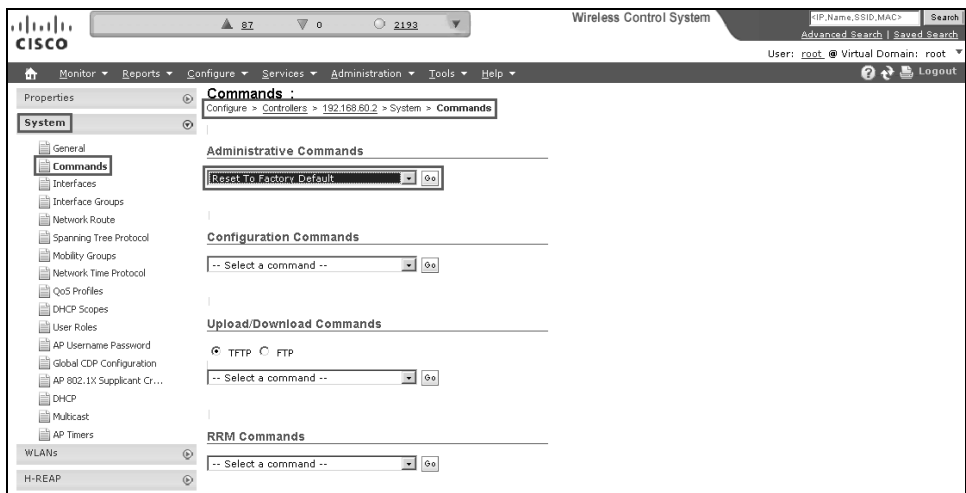 CISCO
87 0 2193
Wireless Control System
<IP,Name,SSID,MAC> Search
Advanced Search | Saved Search
User: root @ Virtual Domain: root
Monitor Reports Configure Services Administration Tools Help
Logout
Properties
System
General
Commands
Interfaces
Interface Groups
Network Route
Spanning Tree Protocol
Mobility Groups
Network Time Protocol
QoS Profiles
DHCP Scopes
User Roles
AP Username Password
Global CDP Configuration
AP 802.1X Supplicant Cr...
DHCP
Multicast
AP Timers
WLANs
H-REAP
Commands :
Configure > Controllers > 192.168.60.2 > System > Commands
Administrative Commands
Reset To Factory Default Go
Configuration Commands
-- Select a command -- Go
Upload/Download Commands
TFTP FTP
-- Select a command -- Go
RRM Commands
-- Select a command -- Go